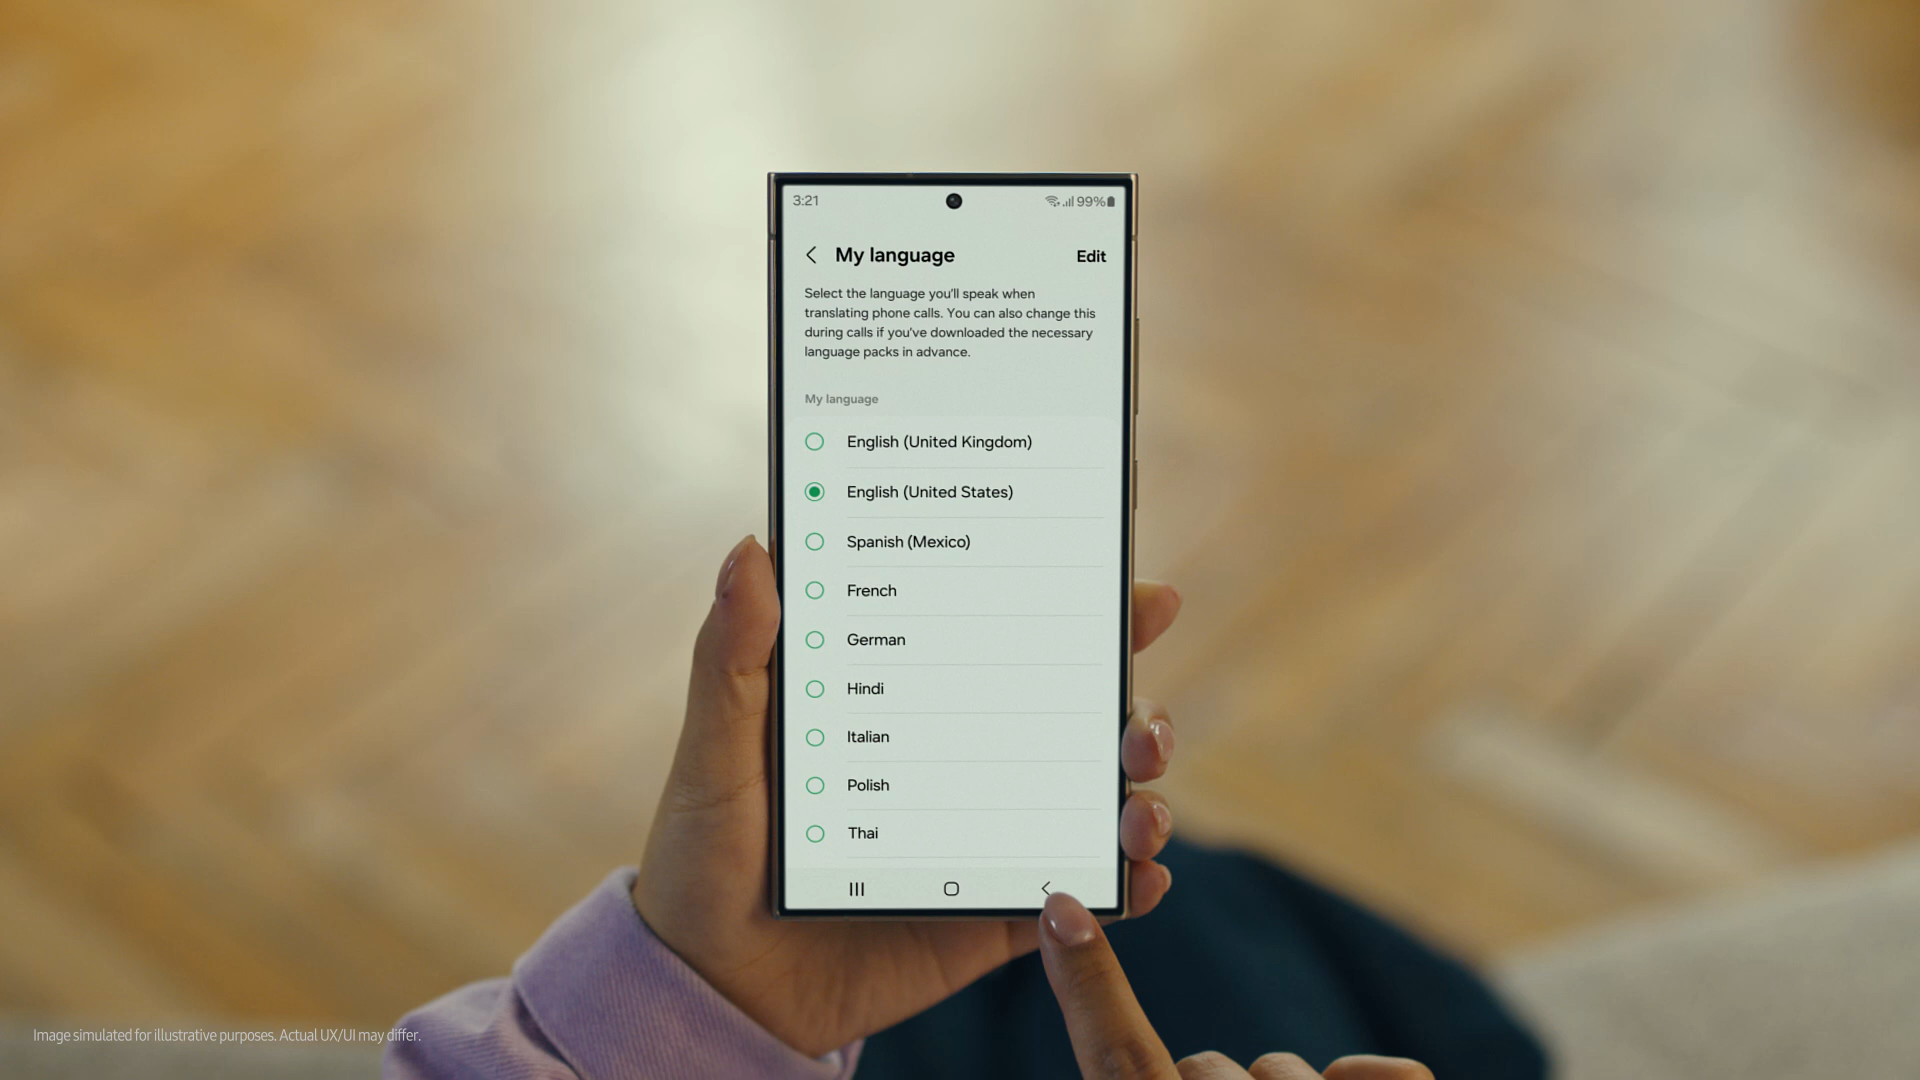 3:21
99%
My language
Edit
Select the language you'll speak when
translating phone calls. You can also change this
during calls if you've downloaded the necessary
language packs in advance.
My language
English (United Kingdom)
English (United States)
Spanish (Mexico)
French
German
Hindi
Italian
Polish
Thai
Image simulated for illustrative purposes. Actual UX/UI may differ.